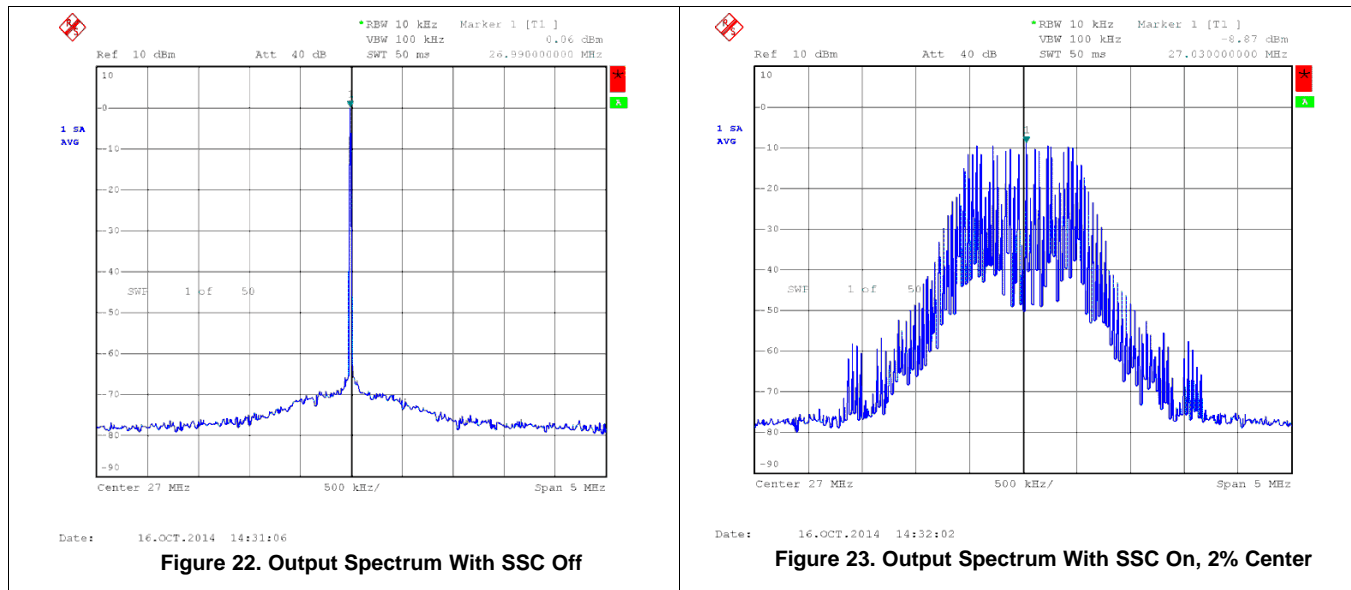 R S
* RBW 10 kHz Marker 1 [T1 ]
VBW 100 kHz 0.06 dBm
Ref 10 dBm Att 40 dB SWT 50 ms 26.990000000 MHz
10
1
0
1 SA
AVG
-10
-20
-30
-40
SWP 1 of 50
-50
-60
-70
-80
-90
Center 27 MHz 500 kHz/ Span 5 MHz
Date: 16.OCT.2014 14:31:06
Figure 22. Output Spectrum With SSC Off
R S
* RBW 10 kHz Marker 1 [T1 ]
VBW 100 kHz -8.87 dBm
Ref 10 dBm Att 40 dB SWT 50 ms 27.030000000 MHz
10
0
1 SA
AVG
1
-10
-20
-30
-40
SWP 1 of 50
-50
-60
-70
-80
-90
Center 27 MHz 500 kHz/ Span 5 MHz
Date: 16.OCT.2014 14:32:02
Figure 23. Output Spectrum With SSC On, 2% Center